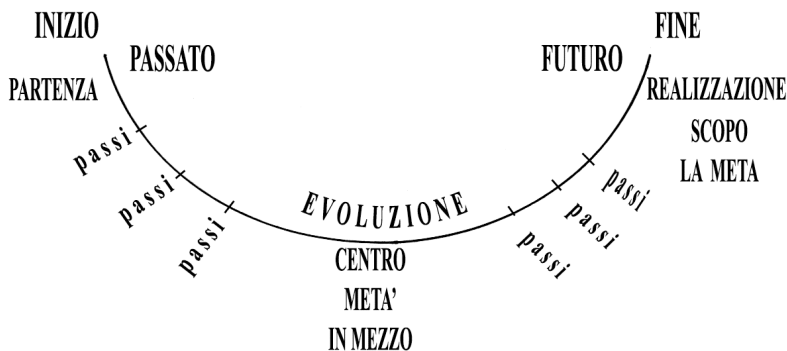 INIZIO
FINE
PASSATO
FUTURO
PARTENZA
REALIZZAZIONE
SCOPO
LA META
passi
passi
passi
EVOLUZIONE
passi
passi
passi
CENTRO
META'
IN MEZZO